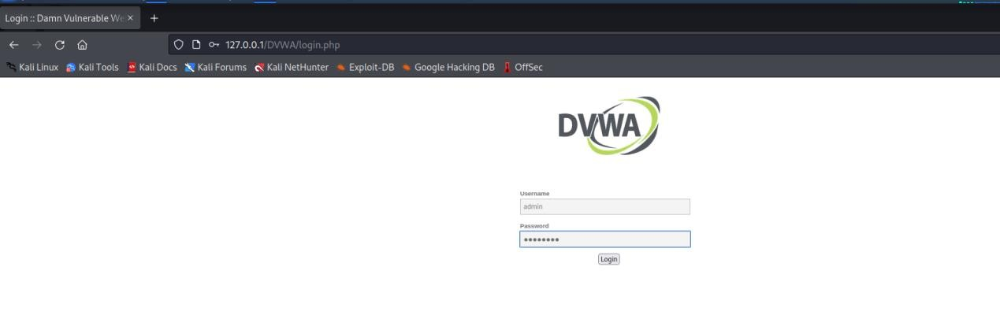 Login :: Damn Vulnerable We
127.0.0.1/DVWA/login.php
Kali Linux Kali Tools Kali Docs Kali Forums Kali NetHunter Exploit-DB Google Hacking DB OffSec
DVWA
Username
admin
Password
••••••••
Login